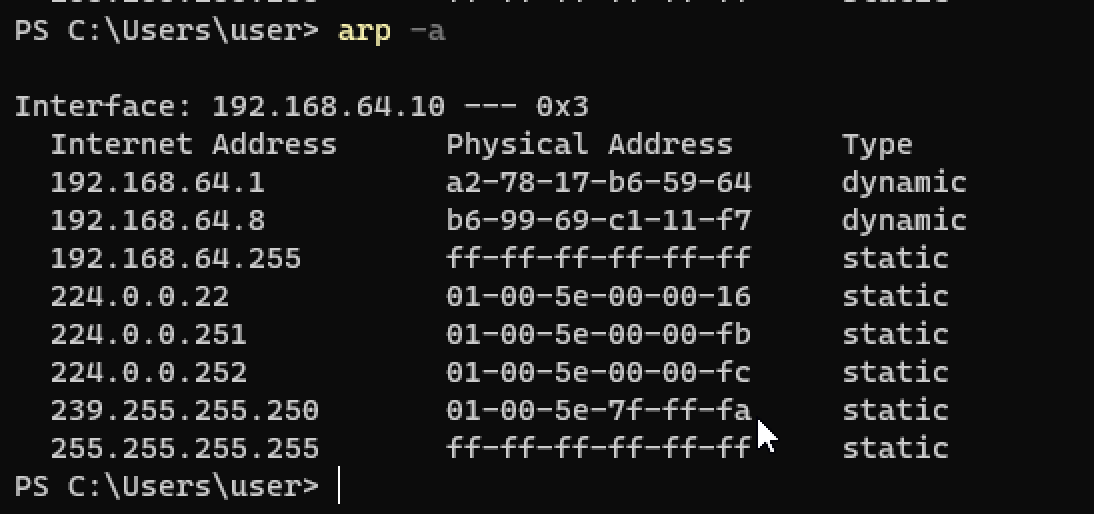 PS C:\Users\user> arp -a
Interface: 192.168.64.10 --- 0x3
Internet Address Physical Address Type
192.168.64.1 a2-78-17-b6-59-64 dynamic
192.168.64.8 b6-99-69-c1-11-f7 dynamic
192.168.64.255 ff-ff-ff-ff-ff-ff static
224.0.0.22 01-00-5e-00-00-16 static
224.0.0.251 01-00-5e-00-00-fb static
224.0.0.252 01-00-5e-00-00-fc static
239.255.255.250 01-00-5e-7f-ff-fa static
255.255.255.255 ff-ff-ff-ff-ff-ff static
PS C:\Users\user>